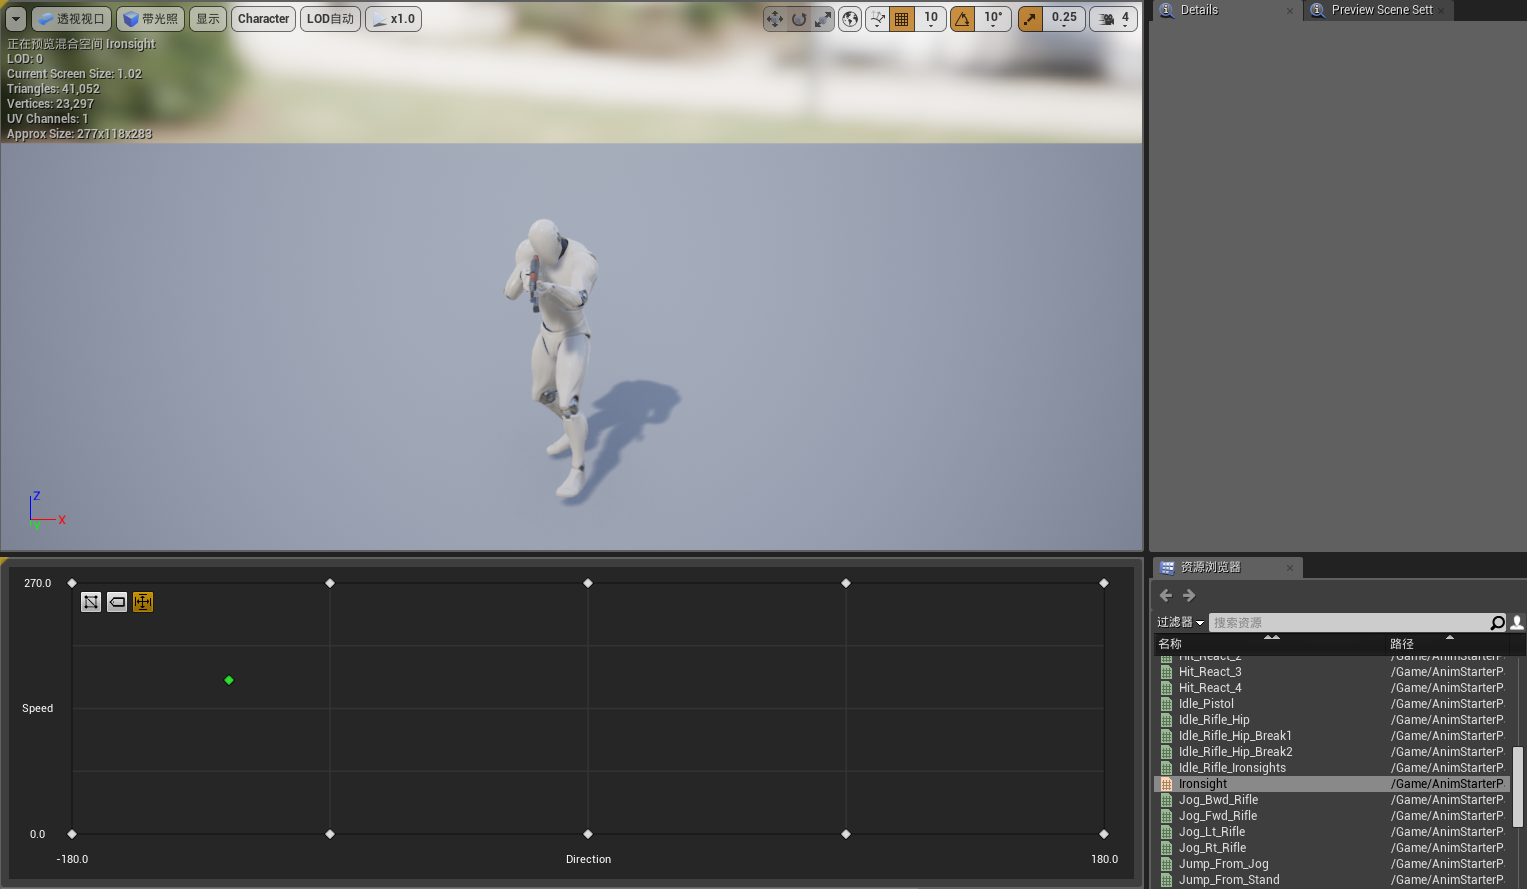 透视视口 带光照 显示 Character LOD自动 x1.0 10 10° 0.25 4
正在预览混合空间 Ironsight
LOD: 0
Current Screen Size: 1.02
Triangles: 41,052
Vertices: 23,297
UV Channels: 1
Approx Size: 277x118x283
Z
X
Y
Details
Preview Scene Sett
270.0
Speed
0.0
-180.0
Direction
180.0
资源浏览器
过滤器 搜索资源
名称 路径
Hit_React_2 /Game/AnimStarterP
Hit_React_3 /Game/AnimStarterP
Hit_React_4 /Game/AnimStarterP
Idle_Pistol /Game/AnimStarterP
Idle_Rifle_Hip /Game/AnimStarterP
Idle_Rifle_Hip_Break1 /Game/AnimStarterP
Idle_Rifle_Hip_Break2 /Game/AnimStarterP
Idle_Rifle_Ironsights /Game/AnimStarterP
Ironsight /Game/AnimStarterP
Jog_Bwd_Rifle /Game/AnimStarterP
Jog_Fwd_Rifle /Game/AnimStarterP
Jog_Lt_Rifle /Game/AnimStarterP
Jog_Rt_Rifle /Game/AnimStarterP
Jump_From_Jog /Game/AnimStarterP
Jump_From_Stand /Game/AnimStarterP